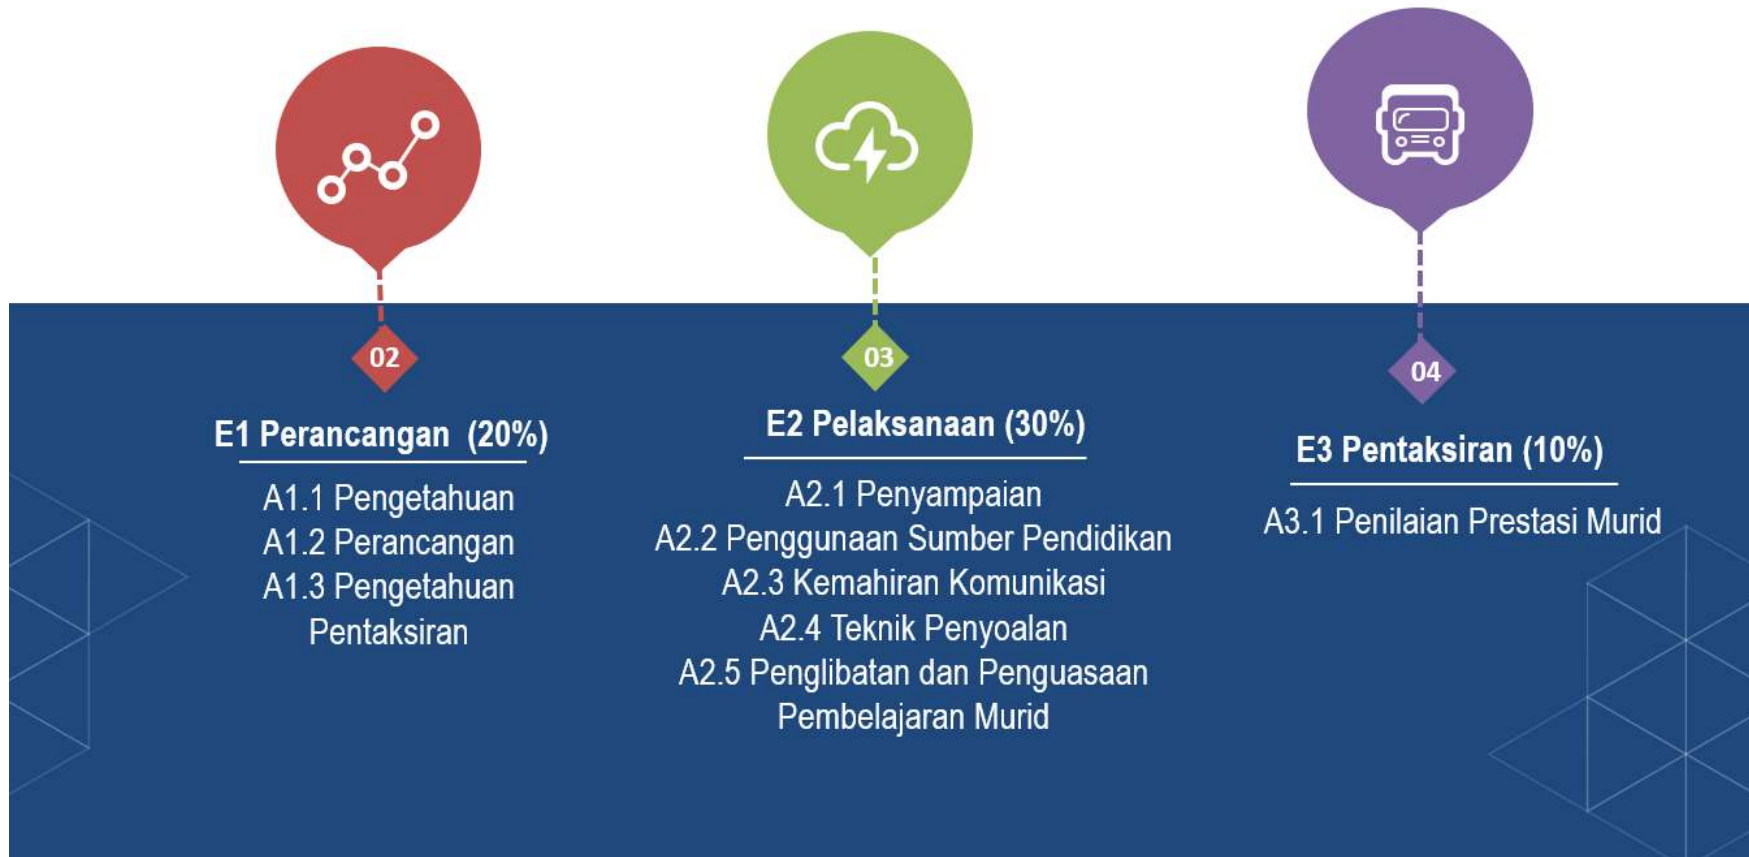 02
E1 Perancangan (20%)
A1.1 Pengetahuan
A1.2 Perancangan
A1.3 Pengetahuan
Pentaksiran
03
E2 Pelaksanaan (30%)
A2.1 Penyampaian
A2.2 Penggunaan Sumber Pendidikan
A2.3 Kemahiran Komunikasi
A2.4 Teknik Penyoalan
A2.5 Penglibatan dan Penguasaan
Pembelajaran Murid
04
E3 Pentaksiran (10%)
A3.1 Penilaian Prestasi Murid